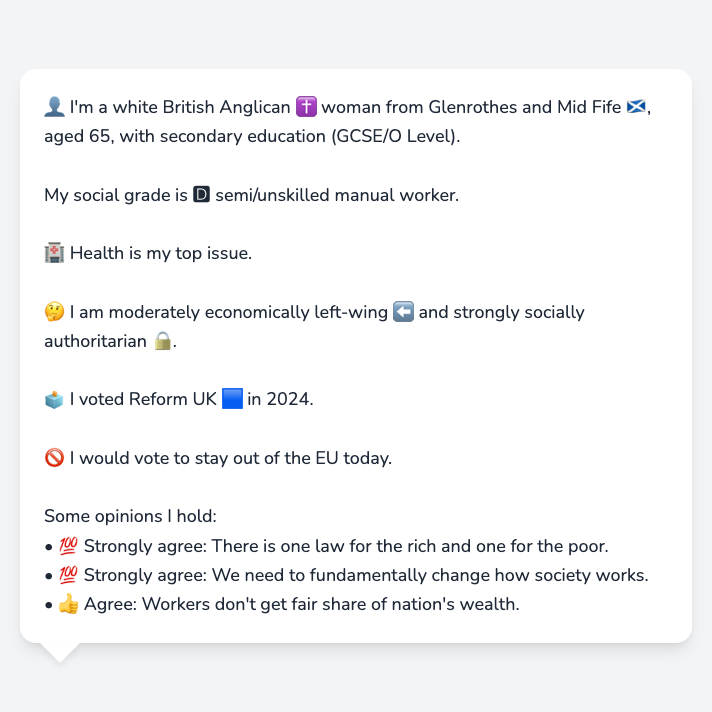 👤 I'm a white British Anglican ✝️ woman from Glenrothes and Mid Fife 🏴󠁧󠁢󠁳󠁣󠁴󠁿,
aged 65, with secondary education (GCSE/O Level).
My social grade is 🅳 semi/unskilled manual worker.
🏥 Health is my top issue.
🤔 I am moderately economically left-wing ⬅️ and strongly socially
authoritarian 🔒.
🗳️ I voted Reform UK 🟦 in 2024.
🚫 I would vote to stay out of the EU today.
Some opinions I hold:
• 💯 Strongly agree: There is one law for the rich and one for the poor.
• 💯 Strongly agree: We need to fundamentally change how society works.
• 👍 Agree: Workers don't get fair share of nation's wealth.